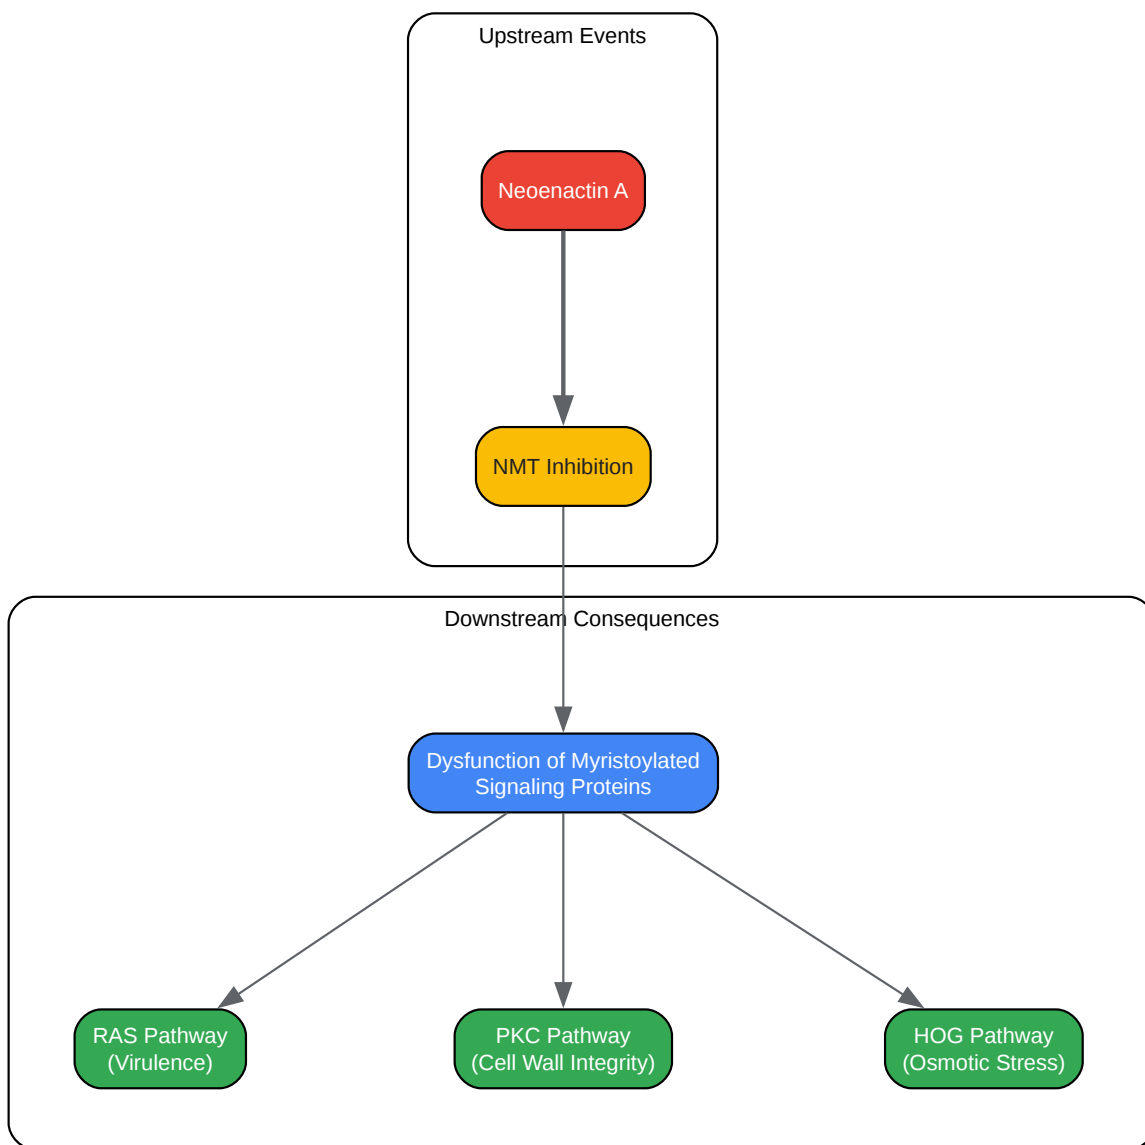 Upstream Events
Neoenactin A
NMT Inhibition
Downstream Consequences
Dysfunction of Myristoylated
Signaling Proteins
RAS Pathway
(Virulence)
PKC Pathway
(Cell Wall Integrity)
HOG Pathway
(Osmotic Stress)